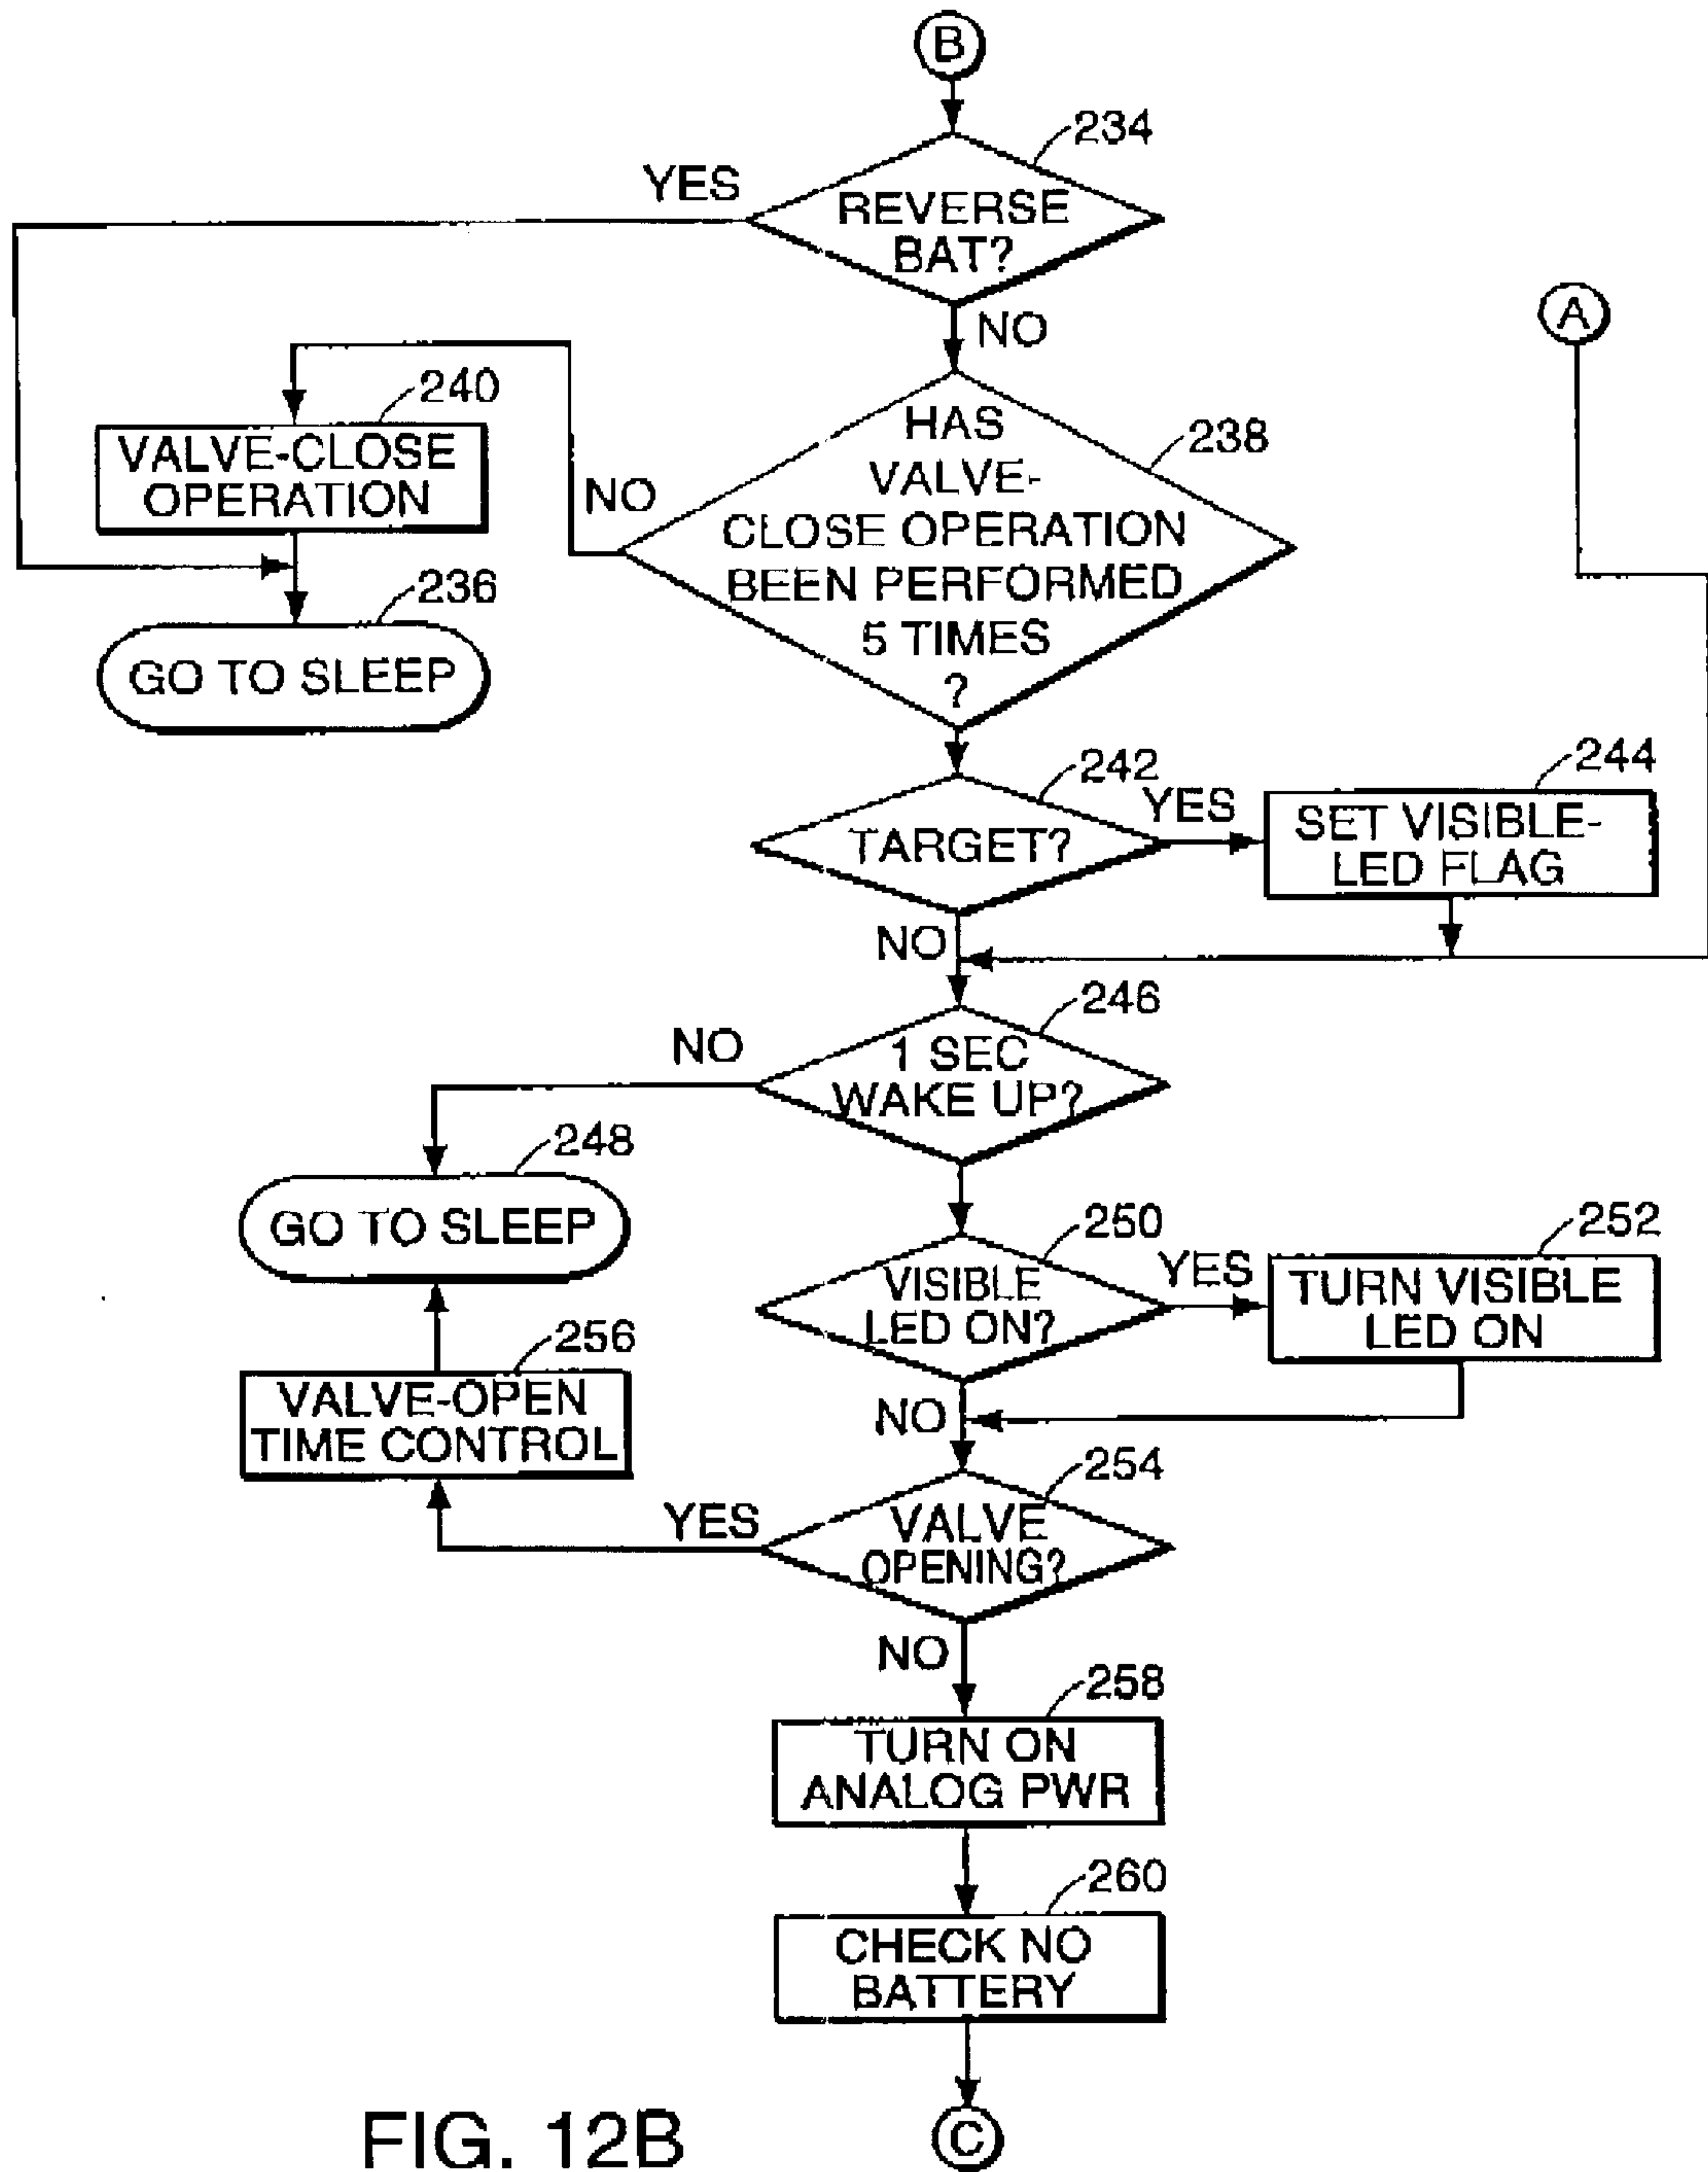 B
234
YES
REVERSE
BAT?
A
NO
240
VALVE-CLOSE
OPERATION
HAS
VALVE-
CLOSE OPERATION
BEEN PERFORMED
5 TIMES
?
238
NO
236
GO TO SLEEP
242
TARGET?
YES
244
SET VISIBLE-
LED FLAG
NO
246
1 SEC
WAKE UP?
NO
248
GO TO SLEEP
250
VISIBLE
LED ON?
YES
252
TURN VISIBLE
LED ON
256
VALVE-OPEN
TIME CONTROL
NO
254
VALVE
OPENING?
YES
NO
258
TURN ON
ANALOG PWR
260
CHECK NO
BATTERY
C
FIG. 12B